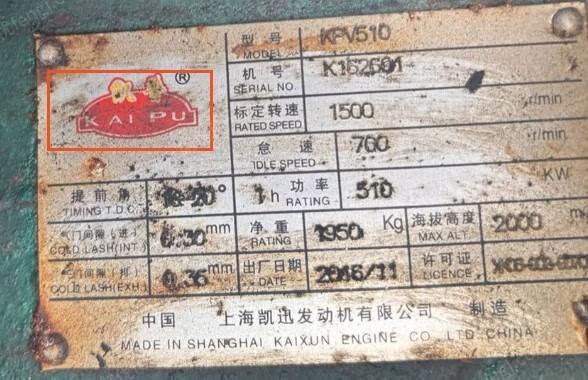 型号 MODEL KPV510
KAI PU ®
机号 SERIAL NO. K162601
标定转速 RATED SPEED 1500 r/min
怠速 IDLE SPEED 700 r/min
提前角 TIMING T.D.C. 18-20° 1h 功率 RATING 510 KW
气门间隙(进) COLD LASH(INT.) 0.30 mm 净重 RATING 1950 Kg 海拔高度 MAX ALT. 2000 m
气门间隙(排) COLD LASH(EXH.) 0.36 mm 出厂日期 DATE 2016/11 许可证 LICENCE
中国 上海凯迅发动机有限公司 制造
MADE IN SHANGHAI KAIXUN ENGINE CO. LTD. CHINA